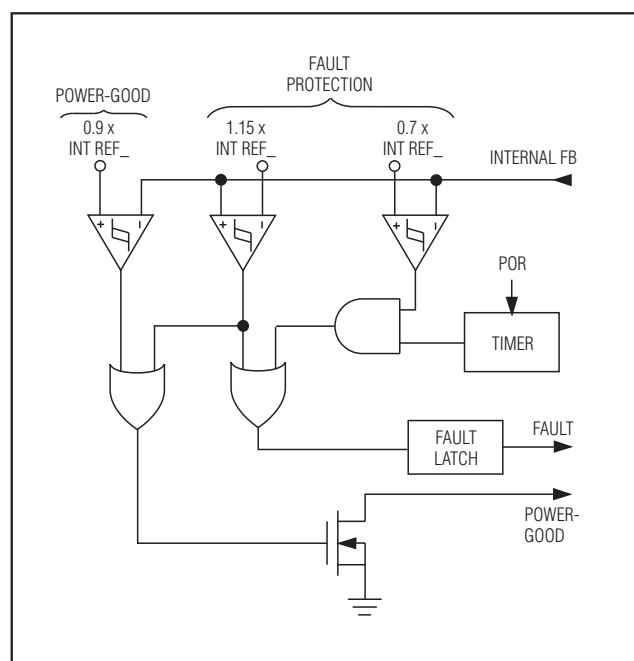 FAULT
PROTECTION
POWER-GOOD
0.9 x
INT REF_
1.15 x
INT REF_
0.7 x
INT REF_
INTERNAL FB
+ −
+ −
+ −
POR
TIMER
FAULT
LATCH
FAULT
POWER-
GOOD